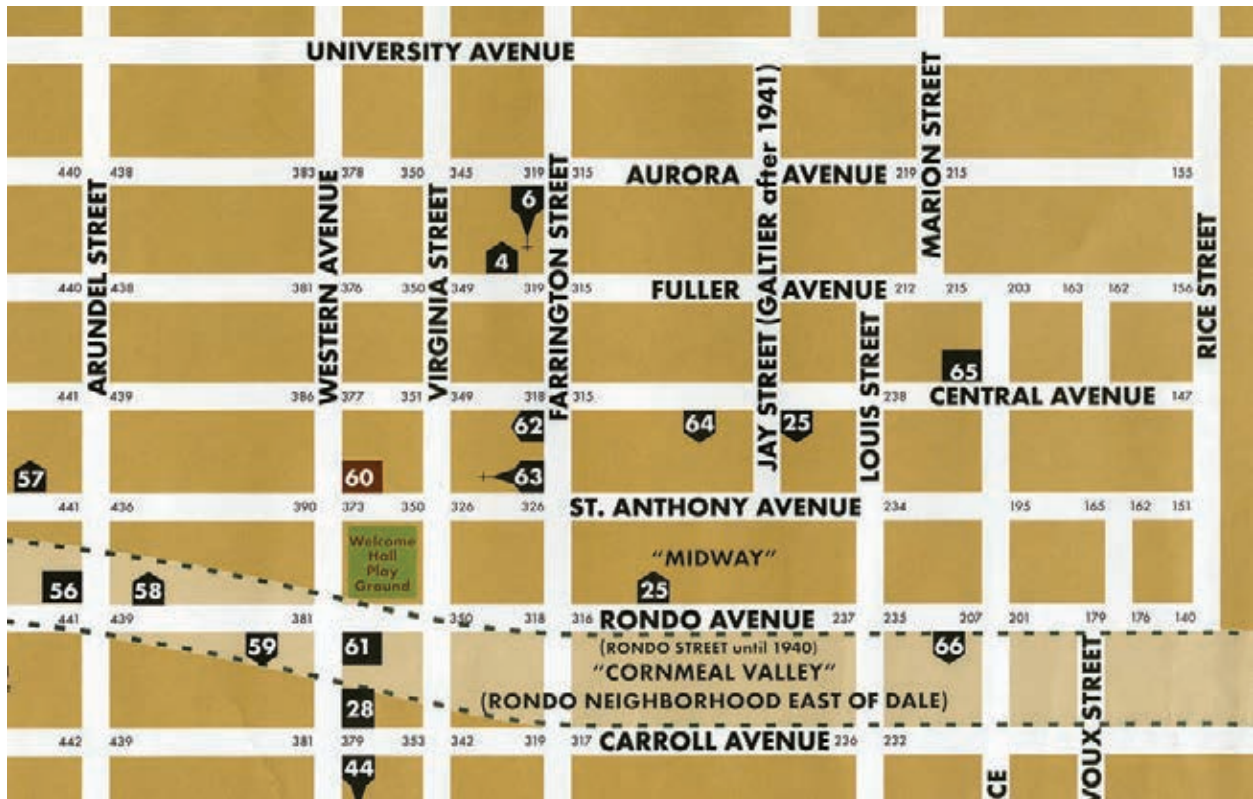 UNIVERSITY AVENUE
MARION STREET
JAY STREET (GALTIER after 1941)
440 438 383 378 350 345 319 315 AURORA AVENUE 219 215 155
ARUNDEL STREET
WESTERN AVENUE
VIRGINIA STREET
FARRINGTON STREET
RICE STREET
6
4
440 438 381 376 350 349 319 315 FULLER AVENUE 212 215 203 163 162 156
LOUIS STREET
65
441 439 386 377 351 349 318 315 238 CENTRAL AVENUE 147
62 64 25
57 60 63
441 436 390 373 350 326 326 ST. ANTHONY AVENUE 234 195 165 162 151
Welcome
Hall
Play
Ground
"MIDWAY"
56 58 25
441 439 381 350 318 316 RONDO AVENUE 237 235 207 201 179 176 140
(RONDO STREET until 1940)
59 61 66
"CORNMEAL VALLEY"
28 (RONDO NEIGHBORHOOD EAST OF DALE)
442 439 381 379 353 342 319 317 CARROLL AVENUE 236 232
44
CE
VOUX STREET